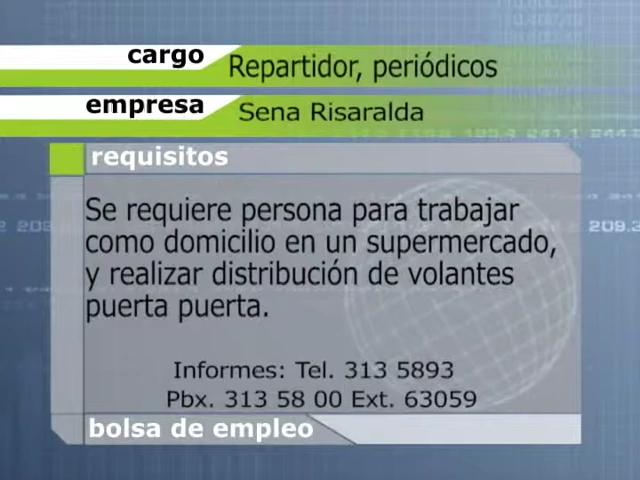 cargo
Repartidor, periódicos
empresa
Sena Risaralda
requisitos
Se requiere persona para trabajar
como domicilio en un supermercado,
y realizar distribución de volantes
puerta puerta.
Informes: Tel. 313 5893
Pbx. 313 58 00 Ext. 63059
bolsa de empleo